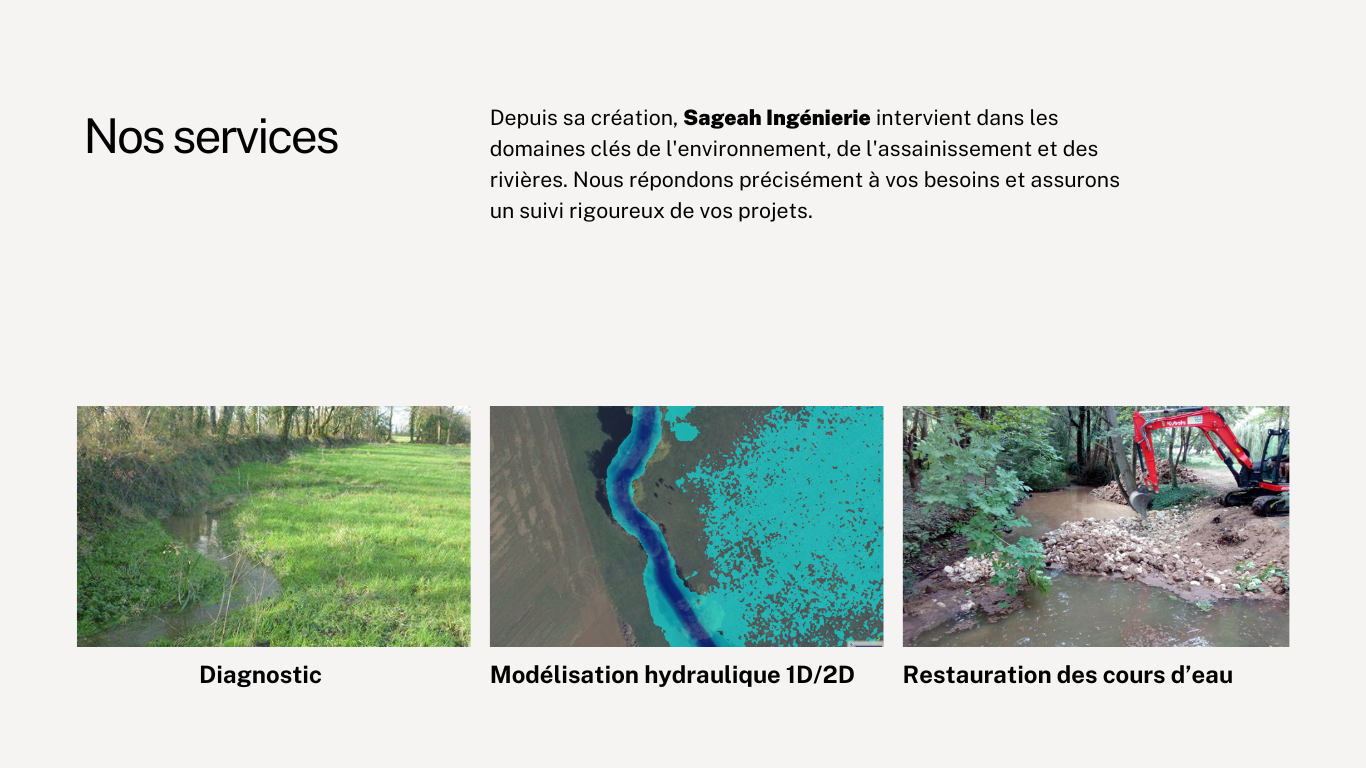 Nos services
Depuis sa création, Sageah Ingénierie intervient dans les
domaines clés de l'environnement, de l'assainissement et des
rivières. Nous répondons précisément à vos besoins et assurons
un suivi rigoureux de vos projets.
Kubota
Diagnostic
Modélisation hydraulique 1D/2D
Restauration des cours d’eau